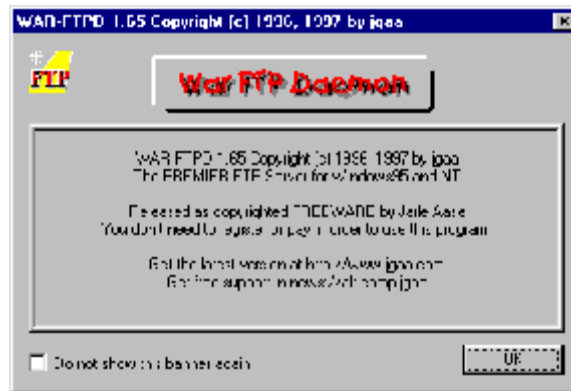 WAR-FTPD 1.65 Copyright (c) 1996, 1997 by jgaa
FTP
War FTP Daemon
WAR-FTPD 1.65 Copyright (c) 1996, 1997 by jgaa
The PREMIER FTP Server for Windows95 and NT
Released as copyrighted FREEWARE by Jarle Aase
You don't need to register or pay in order to use this program
Get the latest version at http://www.jgaa.com
Get free support in news://alt.comp.jgaa
Do not show this banner again
OK